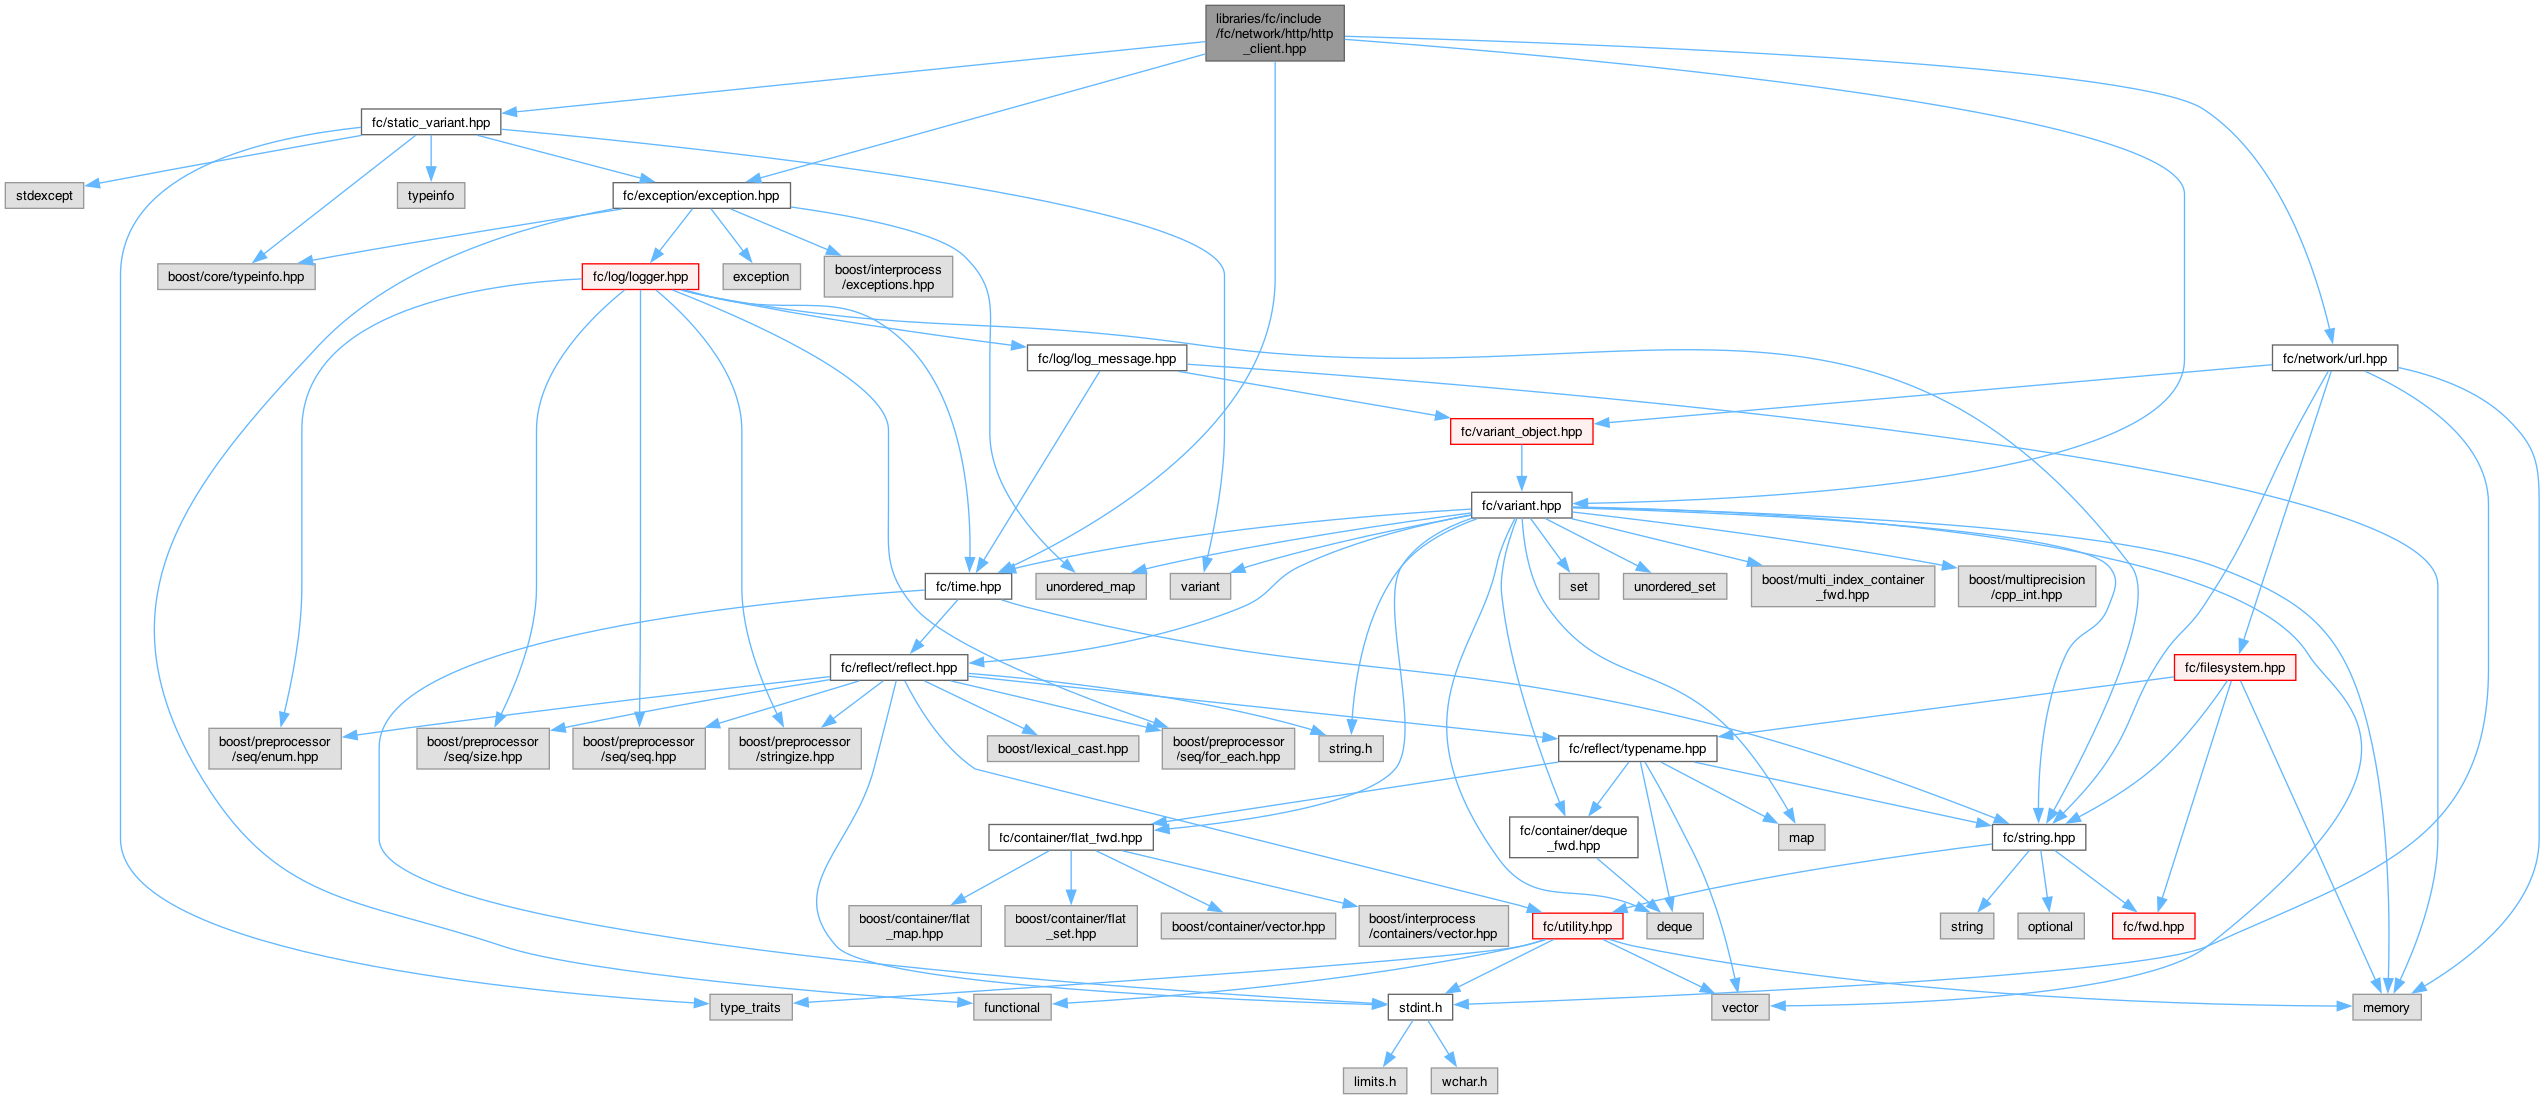 libraries/fc/include
/fc/network/http/http
_client.hpp
fc/static_variant.hpp
stdexcept
typeinfo
fc/exception/exception.hpp
boost/core/typeinfo.hpp
fc/log/logger.hpp
exception
boost/interprocess
/exceptions.hpp
fc/log/log_message.hpp
fc/network/url.hpp
fc/variant_object.hpp
fc/variant.hpp
fc/time.hpp
unordered_map
variant
set
unordered_set
boost/multi_index_container
_fwd.hpp
boost/multiprecision
/cpp_int.hpp
fc/reflect/reflect.hpp
fc/filesystem.hpp
boost/preprocessor
/seq/enum.hpp
boost/preprocessor
/seq/size.hpp
boost/preprocessor
/seq/seq.hpp
boost/preprocessor
/stringize.hpp
boost/lexical_cast.hpp
boost/preprocessor
/seq/for_each.hpp
string.h
fc/reflect/typename.hpp
fc/container/flat_fwd.hpp
fc/container/deque
_fwd.hpp
map
fc/string.hpp
boost/container/flat
_map.hpp
boost/container/flat
_set.hpp
boost/container/vector.hpp
boost/interprocess
/containers/vector.hpp
fc/utility.hpp
deque
string
optional
fc/fwd.hpp
type_traits
functional
stdint.h
vector
memory
limits.h
wchar.h